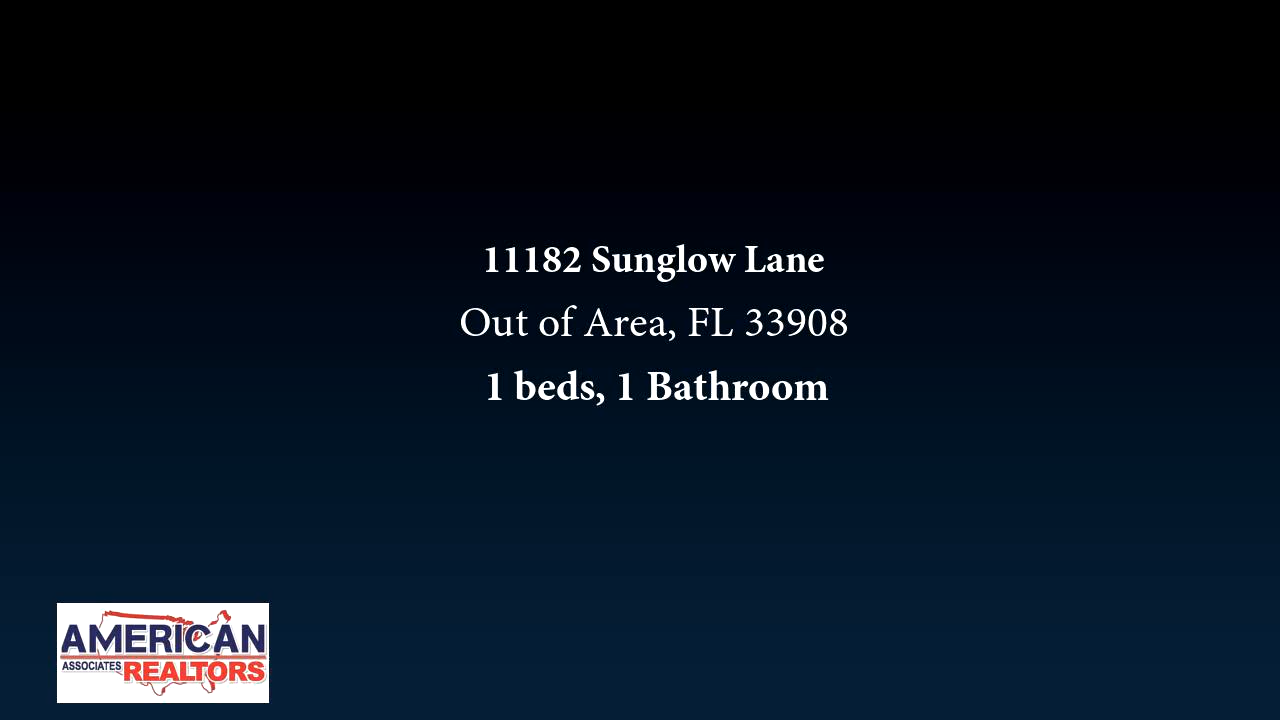 11182 Sunglow Lane
Out of Area, FL 33908
1 beds, 1 Bathroom
AMERICAN
ASSOCIATES REALTORS